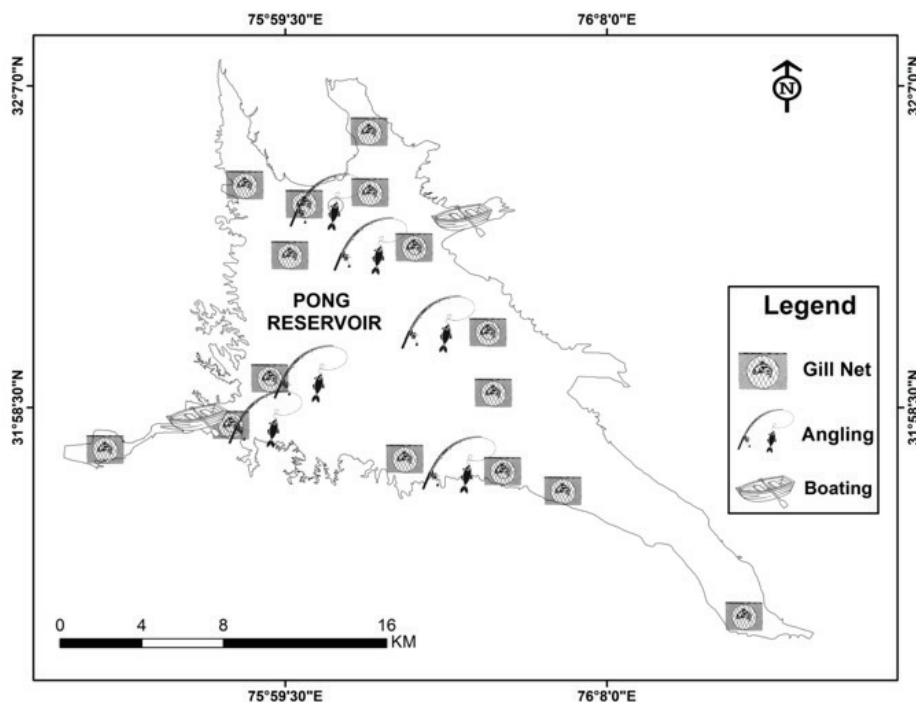 75°59'30"E
76°8'0"E
32°7'0"N
32°7'0"N
N
PONG
RESERVOIR
Legend
Gill Net
Angling
Boating
31°58'30"N
31°58'30"N
0
4
8
16
KM
75°59'30"E
76°8'0"E